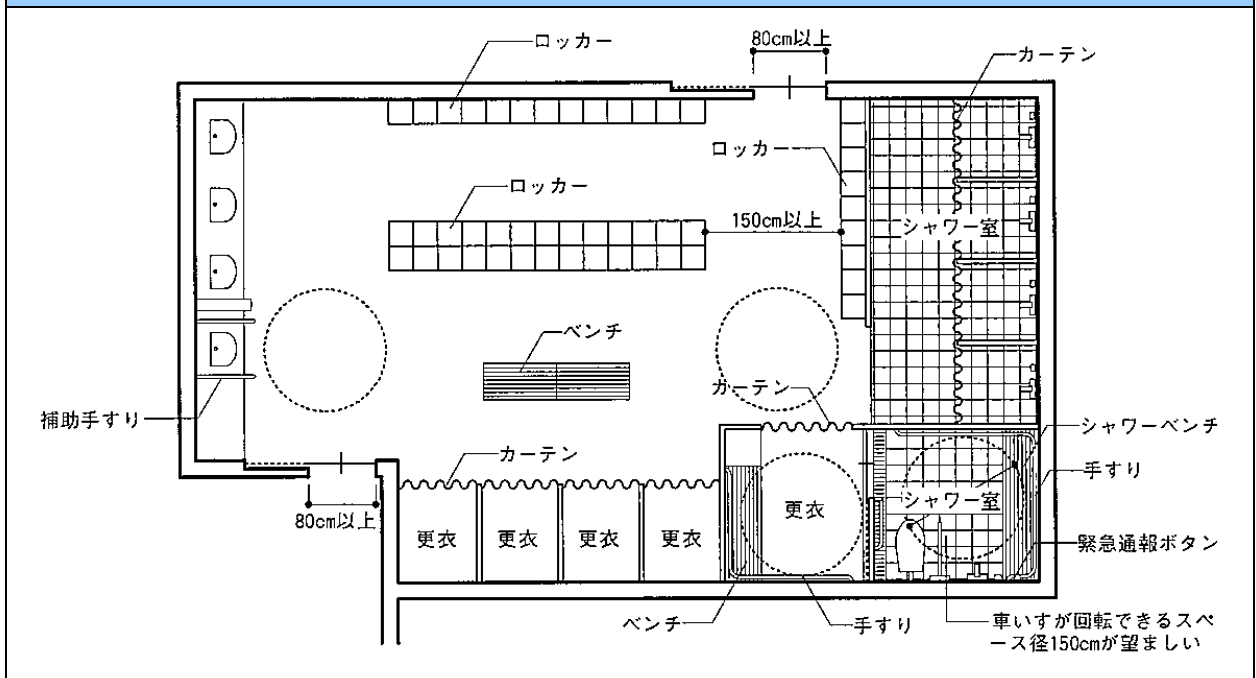 ロッカー
80cm以上
カーテン
ロッカー
ロッカー
150cm以上
シャワー室
ベンチ
カーテン
補助手すり
シャワーベンチ
カーテン
手すり
シャワー室
更衣
80cm以上
更衣
更衣
更衣
更衣
緊急通報ボタン
ベンチ
手すり
車いすが回転できるスペ
ース径150cmが望ましい